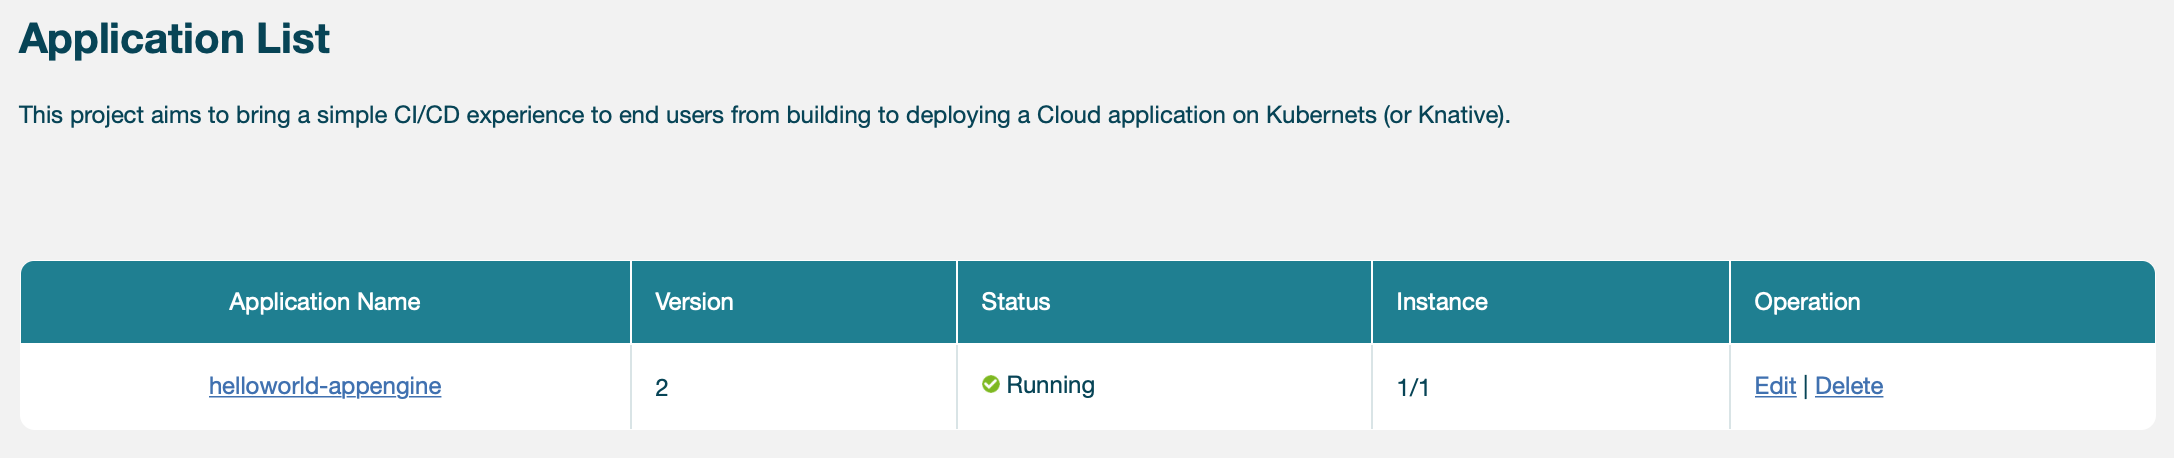 Application List
This project aims to bring a simple CI/CD experience to end users from building to deploying a Cloud application on Kubernets (or Knative).
Application Name Version Status Instance Operation
helloworld-appengine 2 Running 1/1 Edit | Delete